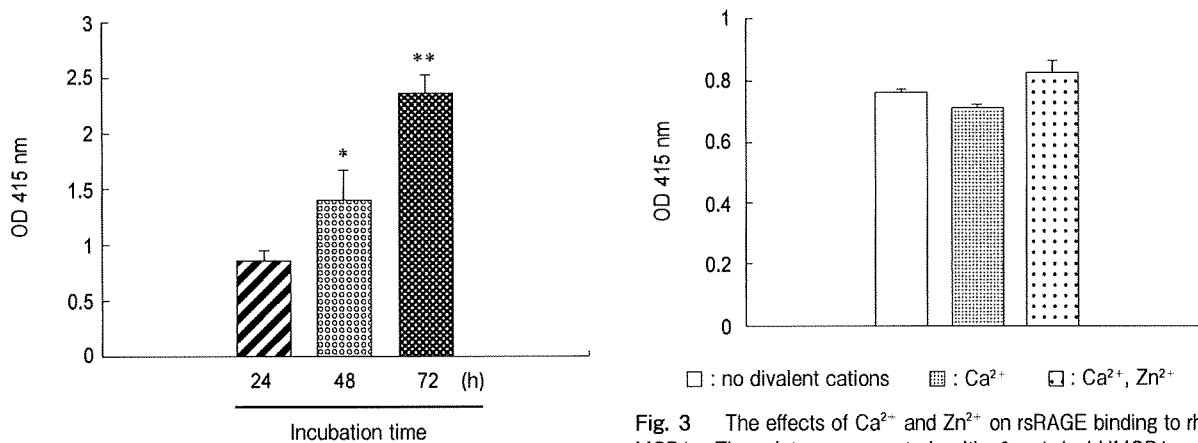 3
2.5
2
1.5
1
0.5
0
OD 415 nm
*
**
24 48 72 (h)
Incubation time
1
0.8
0.6
0.4
0.2
0
OD 415 nm
: no divalent cations : Ca²⁺ : Ca²⁺, Zn²⁺
Fig. 3 The effects of Ca²⁺ and Zn²⁺ on rsRAGE binding to rh